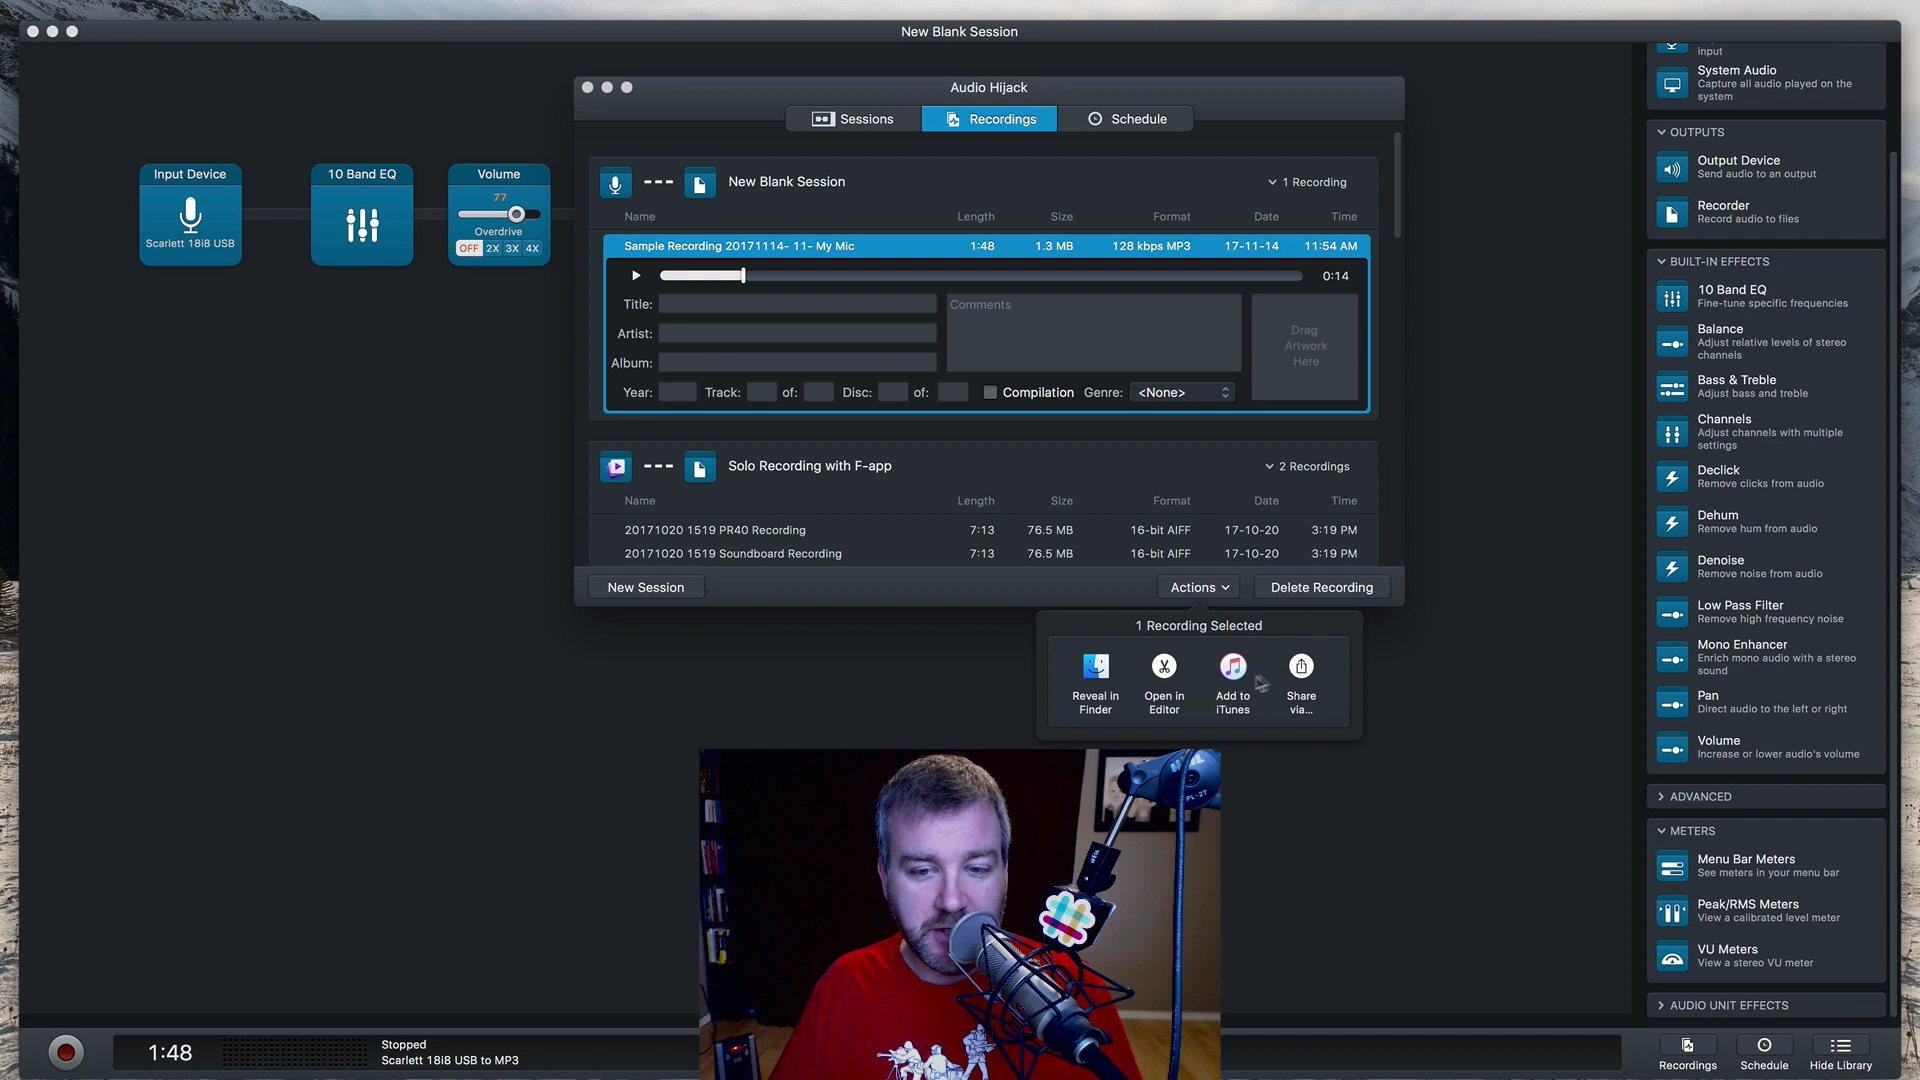 New Blank Session
Input Device
Scarlett 18i8 USB
10 Band EQ
Volume
77
Overdrive
OFF 2X 3X 4X
Audio Hijack
Sessions
Recordings
Schedule
New Blank Session
1 Recording
Name Length Size Format Date Time
Sample Recording 20171114- 11- My Mic 1:48 1.3 MB 128 kbps MP3 17-11-14 11:54 AM
0:14
Title:
Comments
Drag
Artwork
Here
Artist:
Album:
Year: Track: of: Disc: of: Compilation Genre: <None>
Solo Recording with F-app
2 Recordings
Name Length Size Format Date Time
20171020 1519 PR40 Recording 7:13 76.5 MB 16-bit AIFF 17-10-20 3:19 PM
20171020 1519 Soundboard Recording 7:13 76.5 MB 16-bit AIFF 17-10-20 3:19 PM
New Session
Actions
Delete Recording
1 Recording Selected
Reveal in
Finder
Open in
Editor
Add to
iTunes
Share
via...
PL-2T
input
System Audio
Capture all audio played on the
system
OUTPUTS
Output Device
Send audio to an output
Recorder
Record audio to files
BUILT-IN EFFECTS
10 Band EQ
Fine-tune specific frequencies
Balance
Adjust relative levels of stereo
channels
Bass & Treble
Adjust bass and treble
Channels
Adjust channels with multiple
settings
Declick
Remove clicks from audio
Dehum
Remove hum from audio
Denoise
Remove noise from audio
Low Pass Filter
Remove high frequency noise
Mono Enhancer
Enrich mono audio with a stereo
sound
Pan
Direct audio to the left or right
Volume
Increase or lower audio's volume
ADVANCED
METERS
Menu Bar Meters
See meters in your menu bar
Peak/RMS Meters
View a calibrated level meter
VU Meters
View a stereo VU meter
AUDIO UNIT EFFECTS
1:48
Stopped
Scarlett 18i8 USB to MP3
Recordings
Schedule
Hide Library